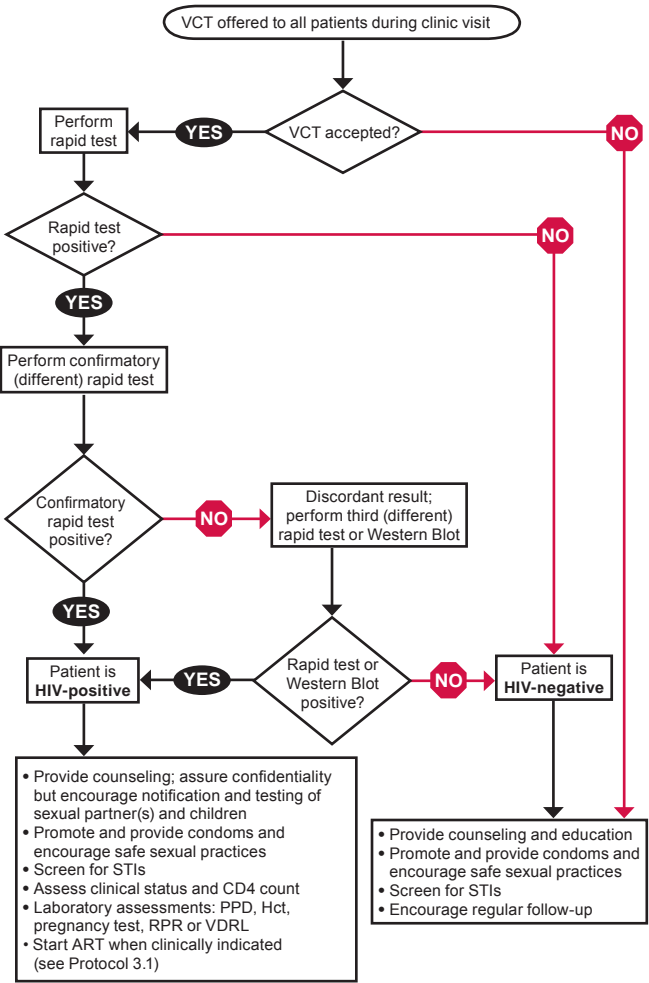 VCT offered to all patients during clinic visit
Perform
rapid test
YES
VCT accepted?
NO
Rapid test
positive?
NO
YES
Perform confirmatory
(different) rapid test
Confirmatory
rapid test
positive?
NO
Discordant result;
perform third (different)
rapid test or Western Blot
YES
Patient is
HIV-positive
YES
Rapid test or
Western Blot
positive?
NO
Patient is
HIV-negative
• Provide counseling; assure confidentiality
but encourage notification and testing of
sexual partner(s) and children
• Promote and provide condoms and
encourage safe sexual practices
• Screen for STIs
• Assess clinical status and CD4 count
• Laboratory assessments: PPD, Hct,
pregnancy test, RPR or VDRL
• Start ART when clinically indicated
(see Protocol 3.1)
• Provide counseling and education
• Promote and provide condoms and
encourage safe sexual practices
• Screen for STIs
• Encourage regular follow-up